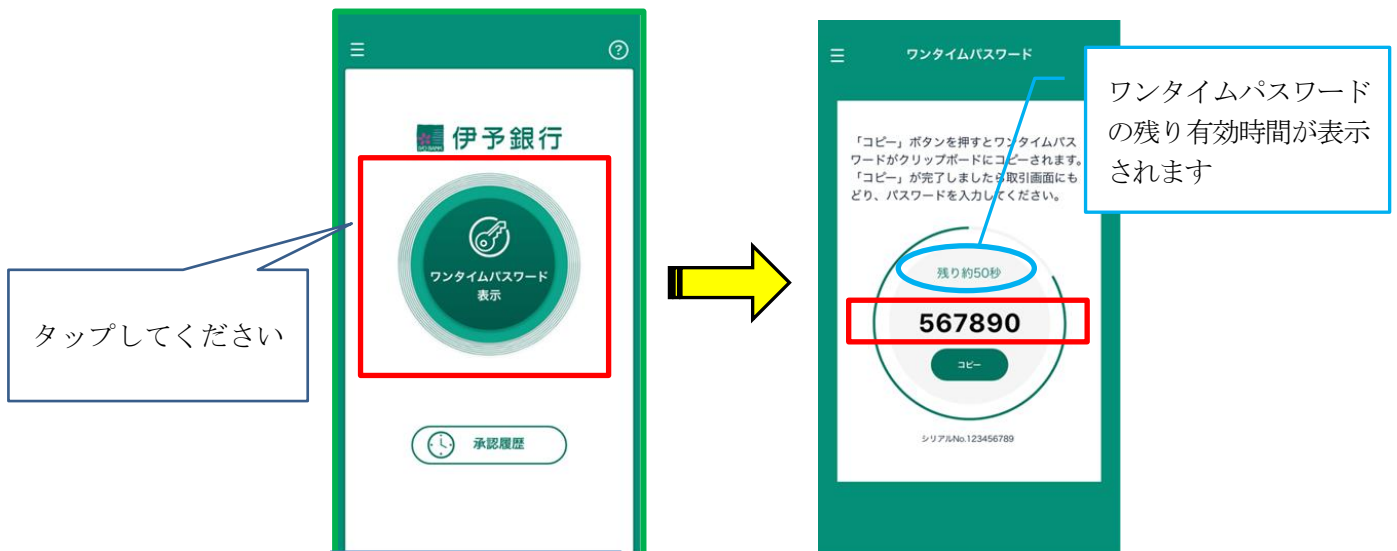 タップしてください
伊予銀行
ワンタイムパスワード
表示
承認履歴
ワンタイムパスワード
「コピー」ボタンを押すとワンタイムパス
ワードがクリップボードにコピーされます。
「コピー」が完了しましたら取引画面にも
どり、パスワードを入力してください。
残り約50秒
567890
コピー
シリアルNo.123456789
ワンタイムパスワード
の残り有効時間が表示
されます